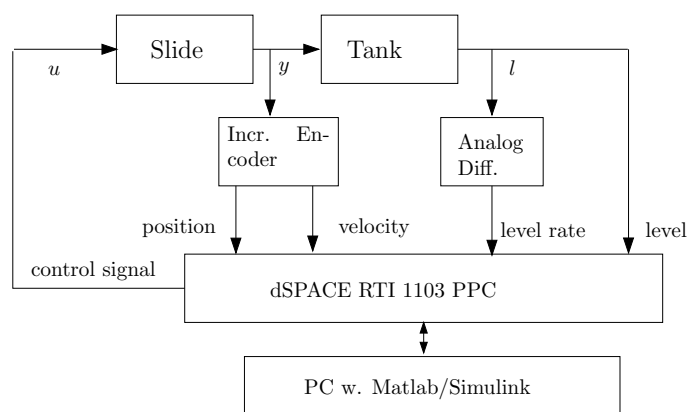 Slide
Tank
u
y
l
Incr. En-
coder
Analog
Diff.
position
velocity
level rate
level
control signal
dSPACE RTI 1103 PPC
PC w. Matlab/Simulink